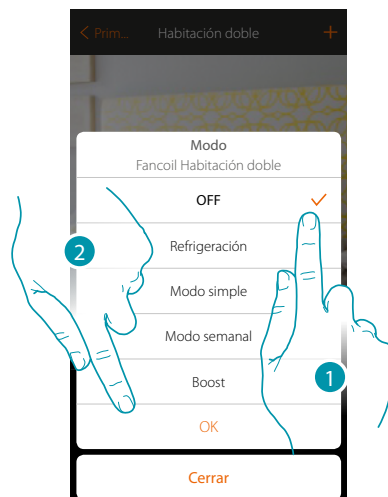 < Prim... Habitación doble +
Modo
Fancoil Habitación doble
OFF
Refrigeración
2
Modo simple
Modo semanal
Boost
1
OK
Cerrar